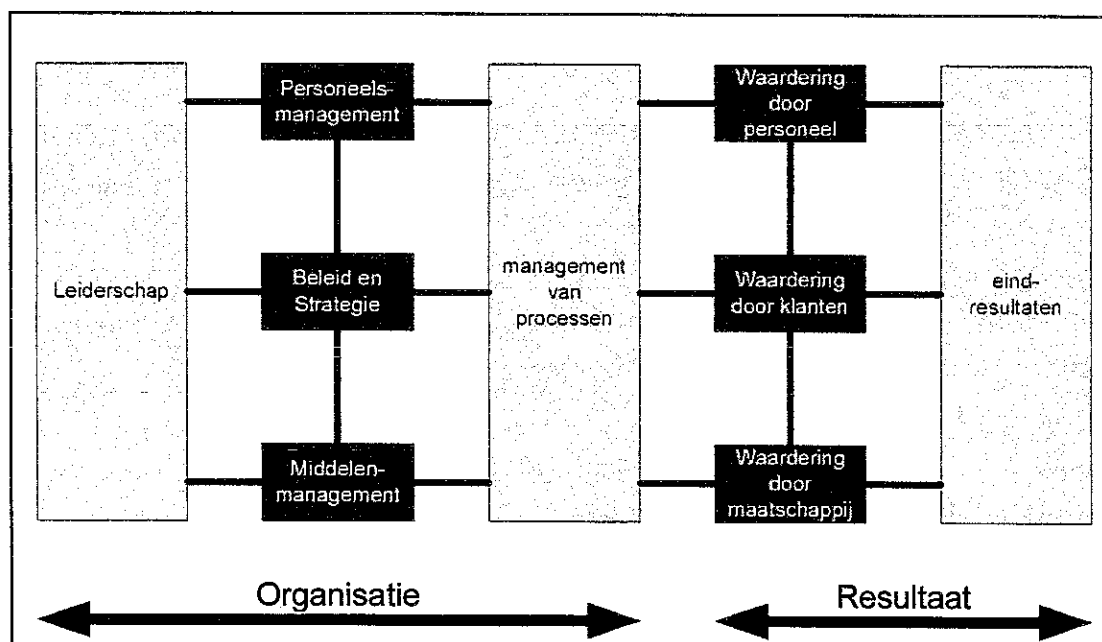 Leiderschap
Personeels-
management
Beleid en
Strategie
Middelen-
management
management
van
processen
Waardering
door
personeel
Waardering
door klanten
Waardering
door
maatschappij
eind-
resultaten
Organisatie
Resultaat